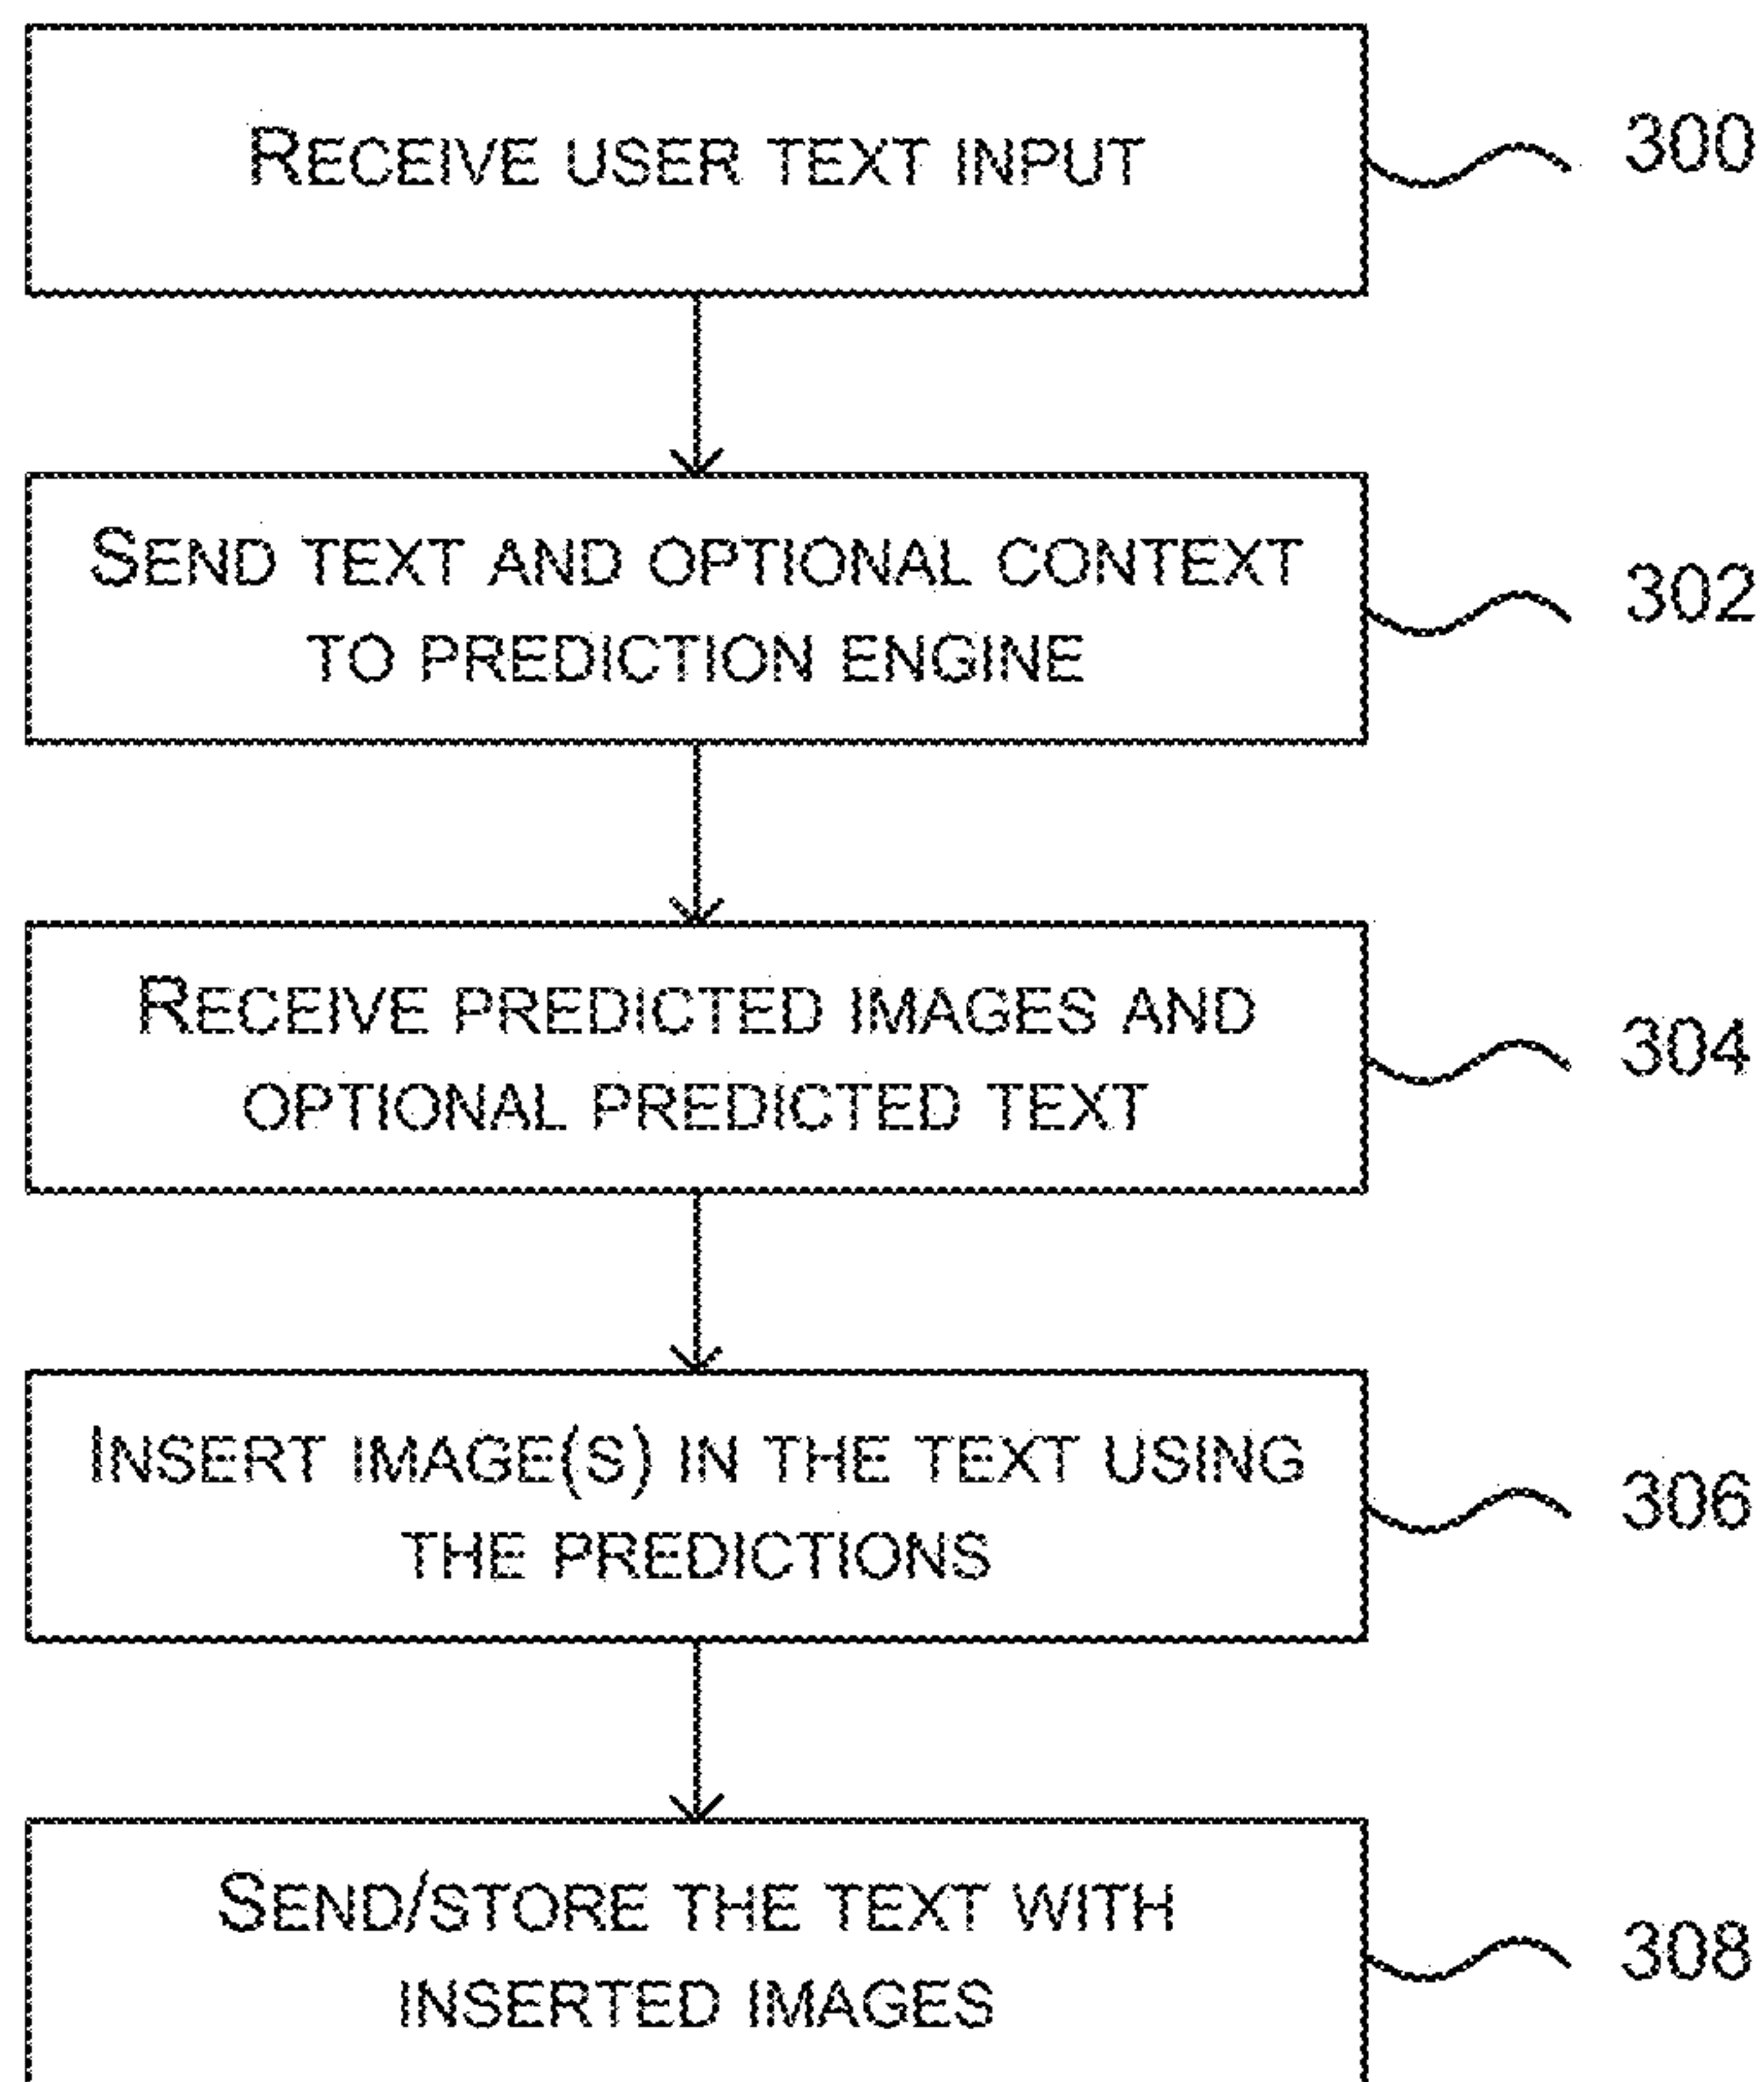 RECEIVE USER TEXT INPUT
300
SEND TEXT AND OPTIONAL CONTEXT
TO PREDICTION ENGINE
302
RECEIVE PREDICTED IMAGES AND
OPTIONAL PREDICTED TEXT
304
INSERT IMAGE(S) IN THE TEXT USING
THE PREDICTIONS
306
SEND/STORE THE TEXT WITH
INSERTED IMAGES
308